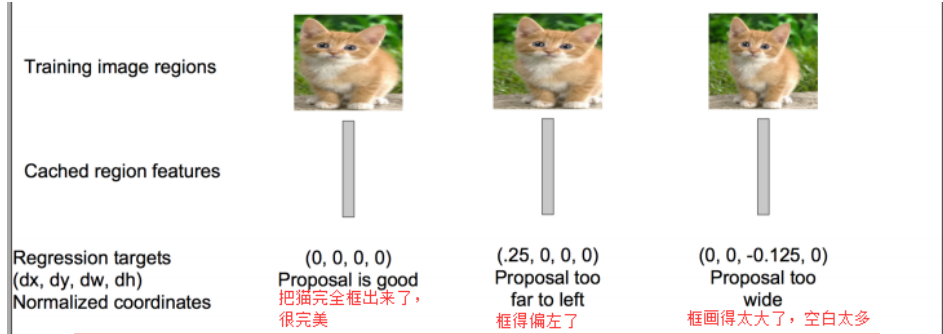 Training image regions
Cached region features
Regression targets
(dx, dy, dw, dh)
Normalized coordinates
(0, 0, 0, 0)
Proposal is good
把猫完全框出来了，
很完美
(.25, 0, 0, 0)
Proposal too
far to left
框得偏左了
(0, 0, -0.125, 0)
Proposal too
wide
框画得太大了，空白太多